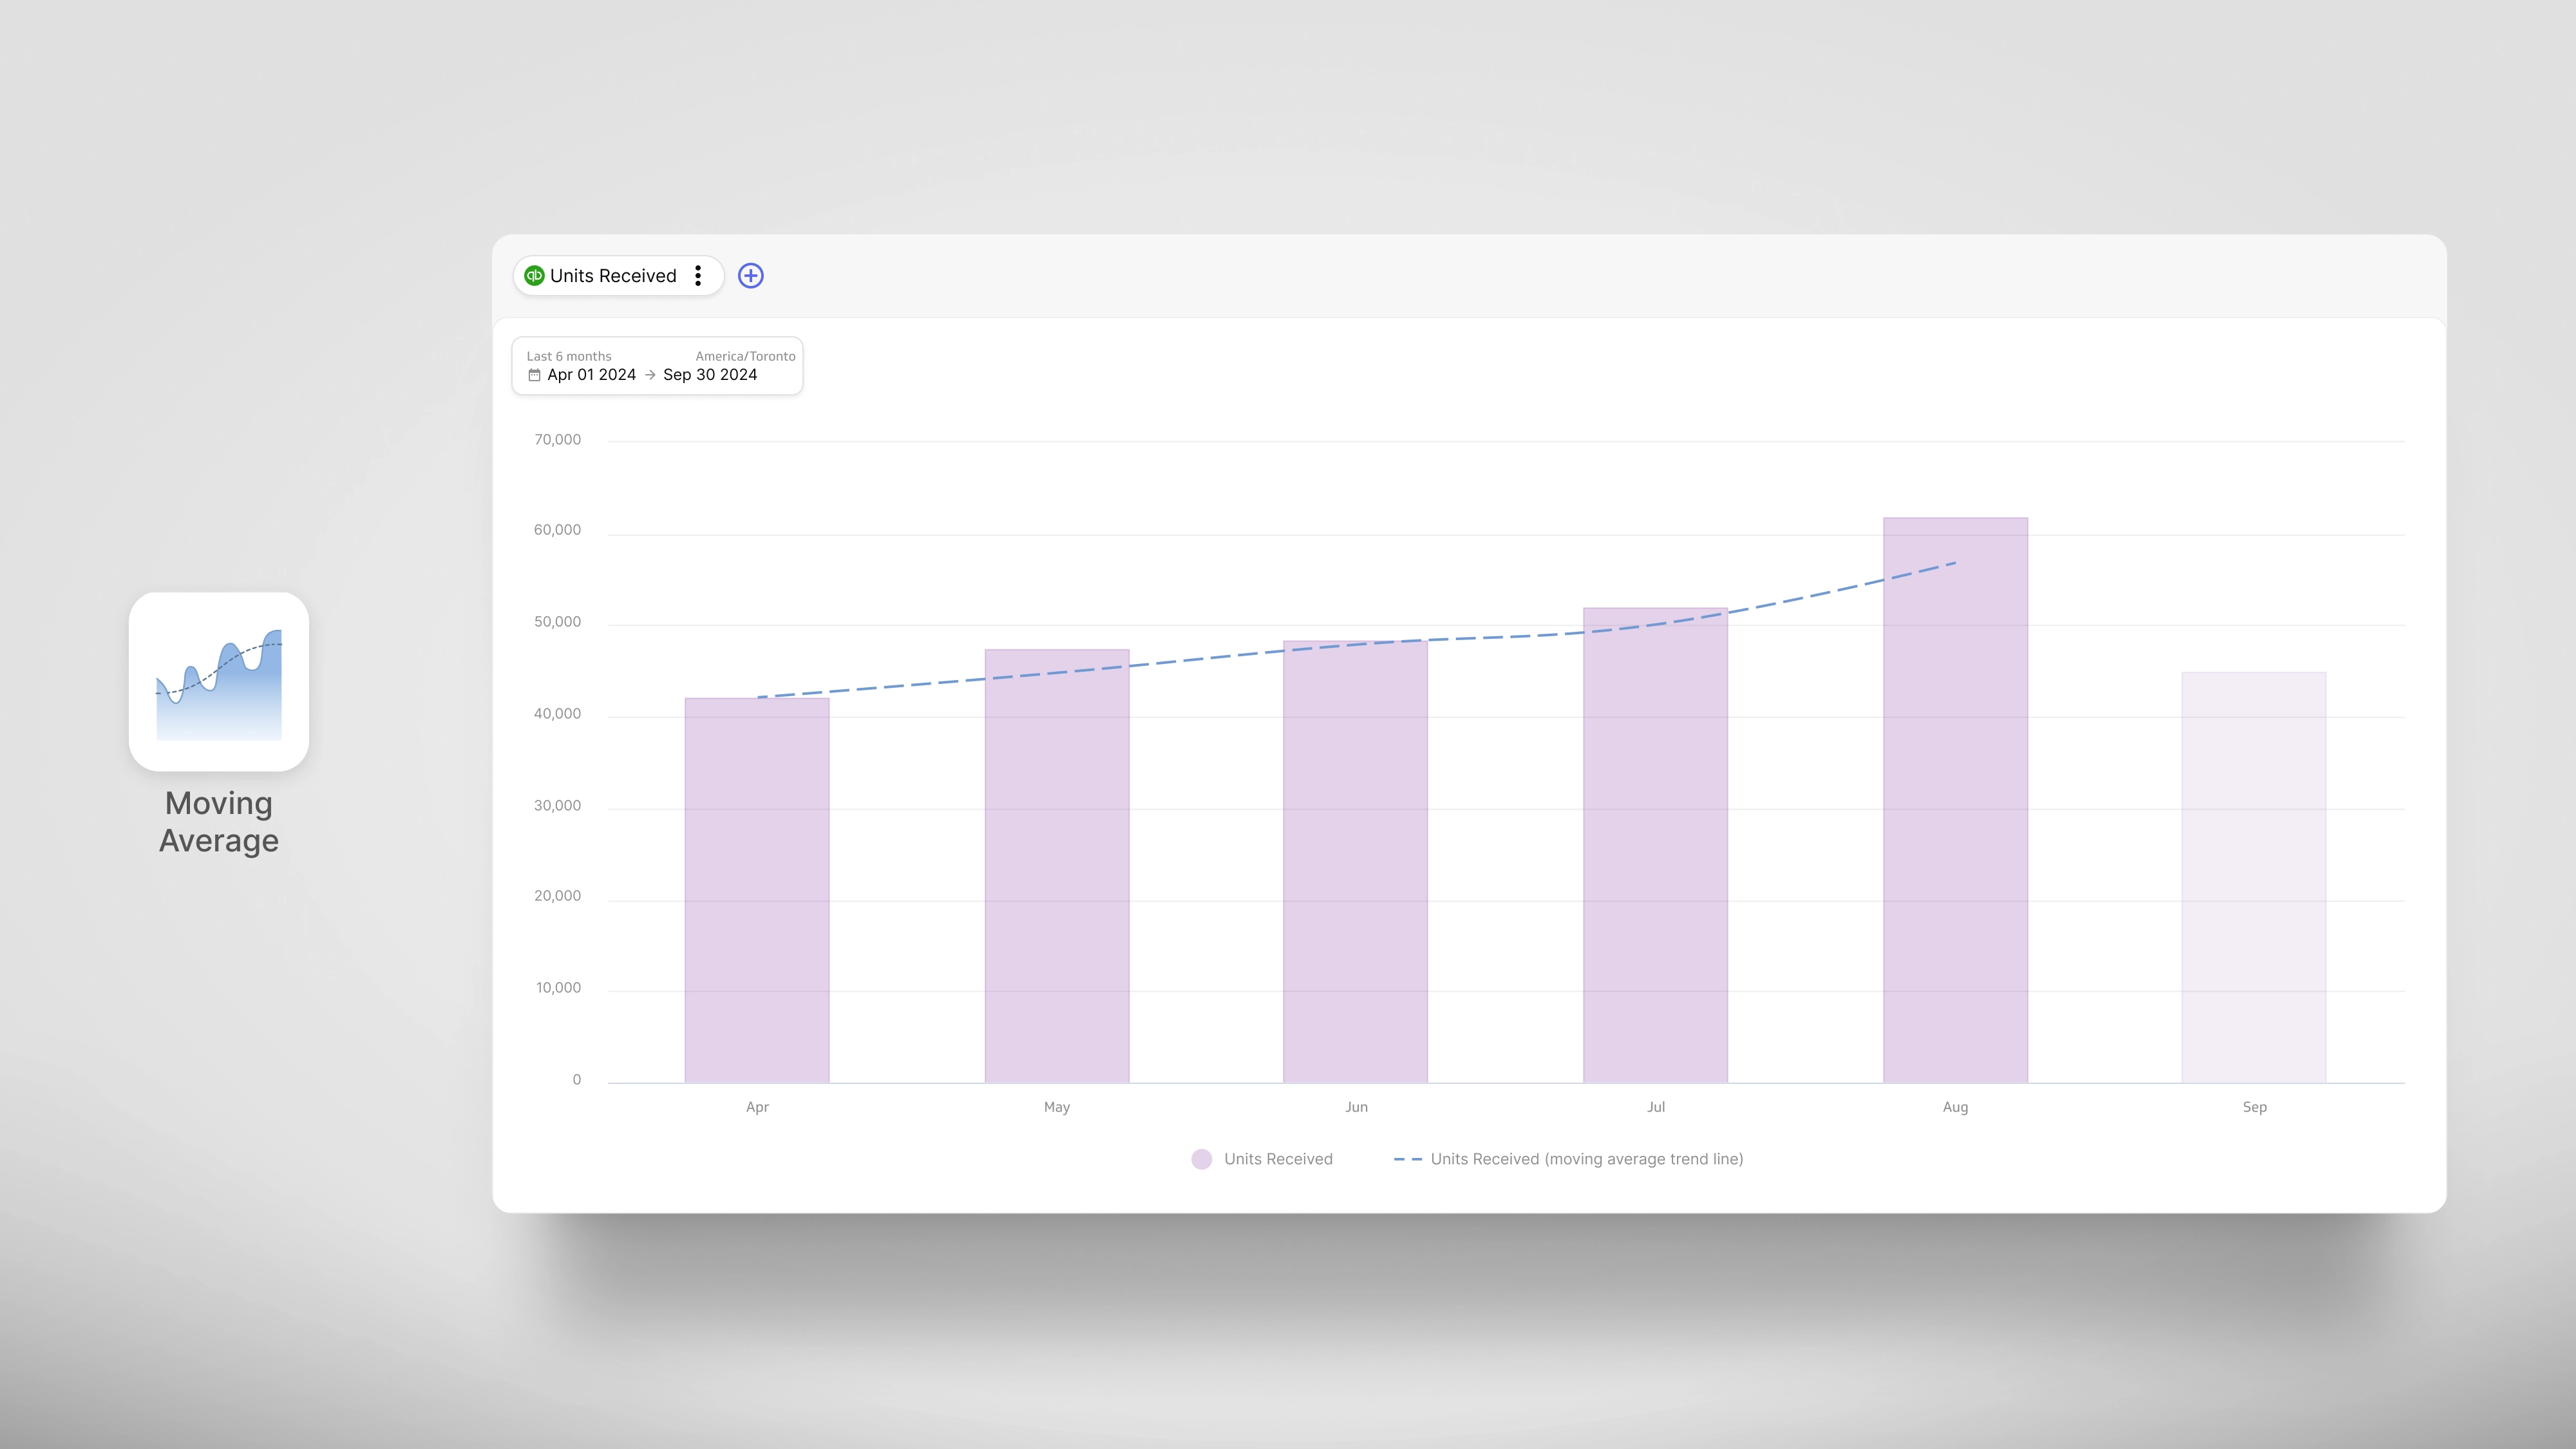 qb Units Received
Last 6 months America/Toronto
Apr 01 2024 → Sep 30 2024
70,000
60,000
50,000
40,000
30,000
20,000
10,000
0
Apr May Jun Jul Aug Sep
Units Received Units Received (moving average trend line)
Moving
Average